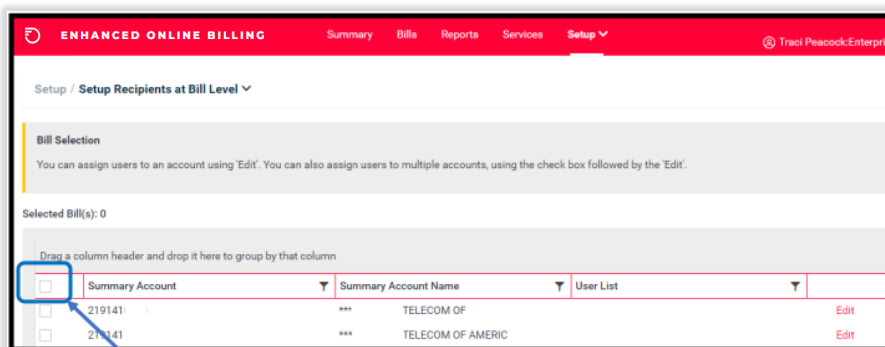 ENHANCED ONLINE BILLING Summary Bills Reports Services Setup
Traci Peacock:Enterpri
Setup / Setup Recipients at Bill Level
Bill Selection
You can assign users to an account using 'Edit'. You can also assign users to multiple accounts, using the check box followed by the 'Edit'.
Selected Bill(s): 0
Drag a column header and drop it here to group by that column
Summary Account Summary Account Name User List
219141 *** TELECOM OF Edit
219141 *** TELECOM OF AMERIC Edit